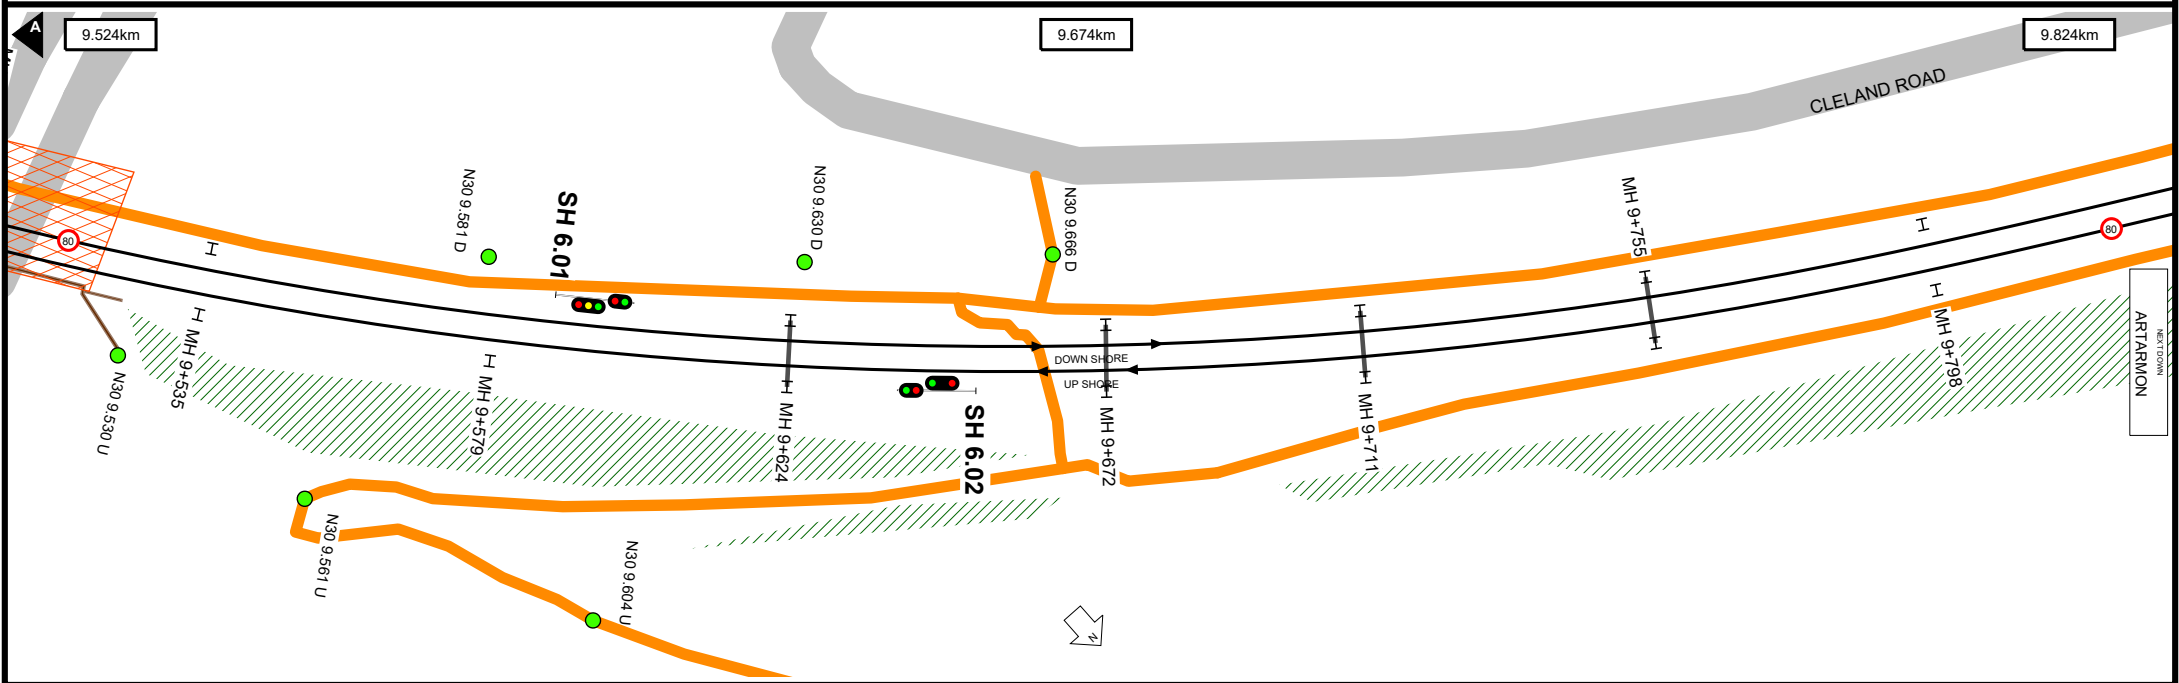 A
9.524km
9.674km
9.824km
CLELAND ROAD
80
N30 9.581 D
SH 6.01
N30 9.630 D
N30 9.666 D
MH 9+755
80
DOWN SHORE
UP SHORE
MH 9+535
N30 9.530 U
MH 9+579
MH 9+624
SH 6.02
MH 9+672
MH 9+711
MH 9+798
NEXT DOWN
ARTARMON
N30 9.561 U
N30 9.604 U
N